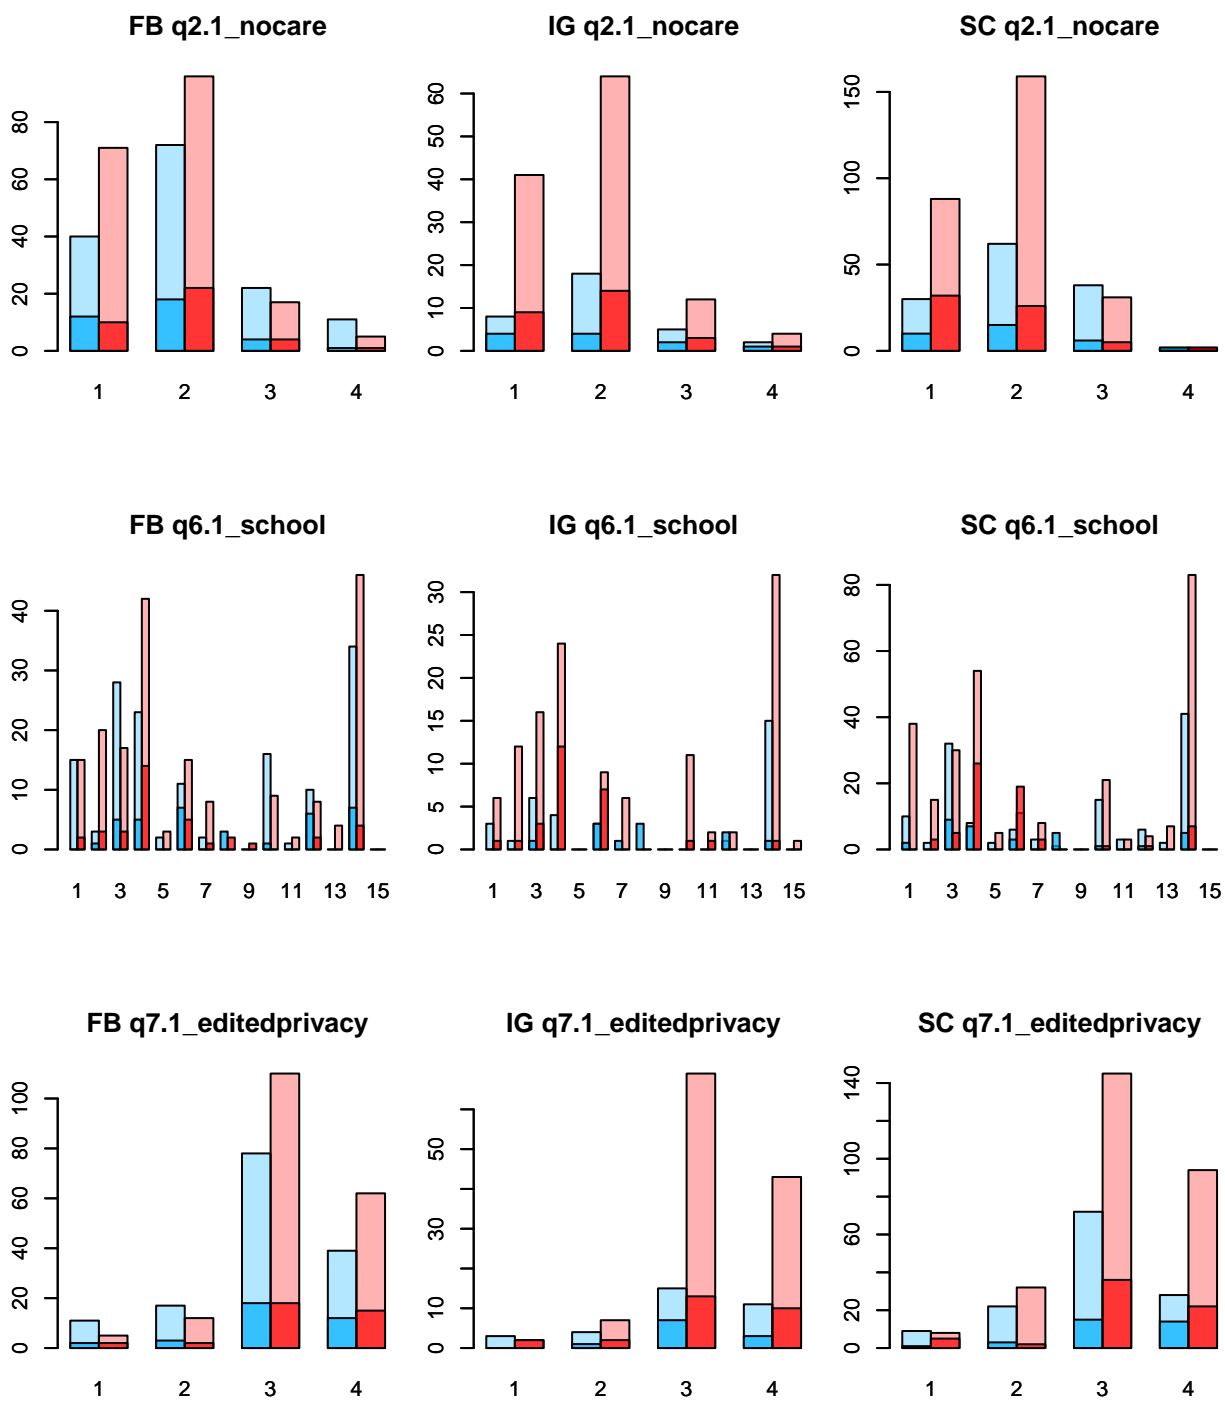 FB q2.1_nocare IG q2.1_nocare SC q2.1_nocare
0 20 40 60 80
1 2 3 4
0 10 20 30 40 50 60
1 2 3 4
0 50 100 150
1 2 3 4
FB q6.1_school IG q6.1_school SC q6.1_school
0 10 20 30 40
1 3 5 7 9 11 13 15
0 5 10 15 20 25 30
1 3 5 7 9 11 13 15
0 20 40 60 80
1 3 5 7 9 11 13 15
FB q7.1_editedprivacy IG q7.1_editedprivacy SC q7.1_editedprivacy
0 20 40 60 80 100
1 2 3 4
0 10 30 50
1 2 3 4
0 20 60 100 140
1 2 3 4